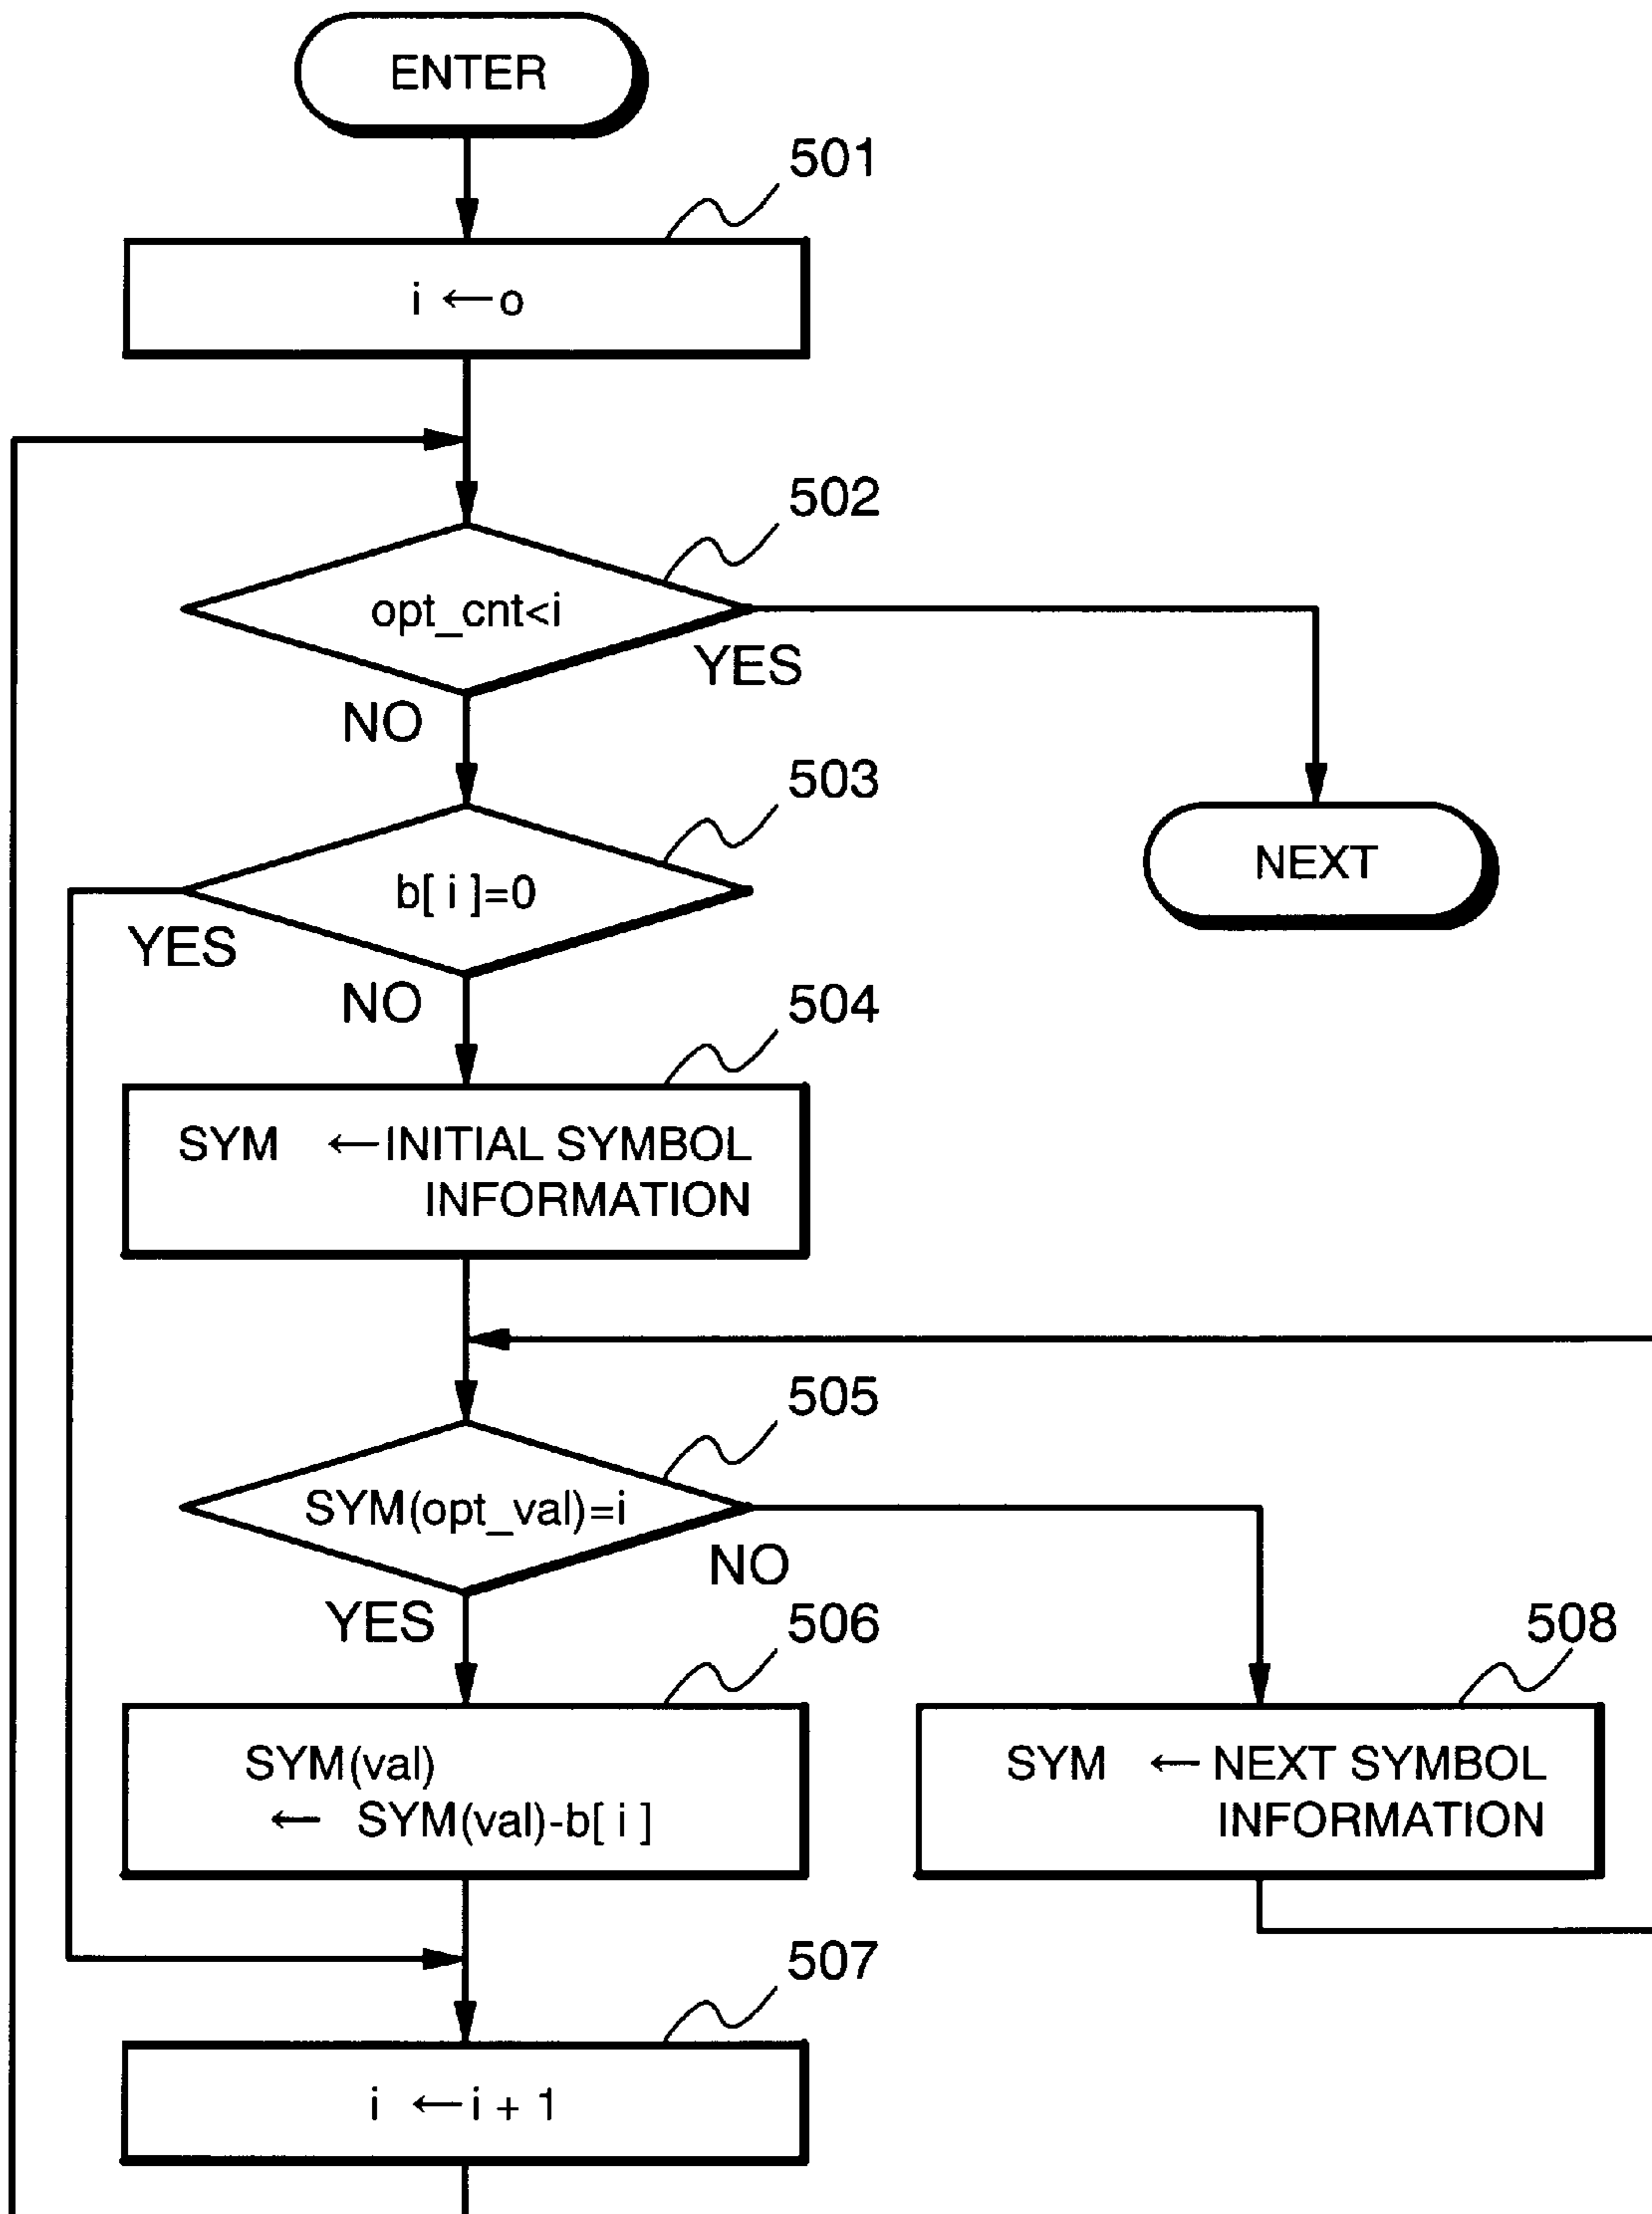 ENTER
501
i ←o
502
opt_cnt<i
YES
NO
503
b[ i ]=0
NEXT
YES
NO
504
SYM ←INITIAL SYMBOL
INFORMATION
505
SYM(opt_val)=i
NO
YES
506
508
SYM(val)
← SYM(val)-b[ i ]
SYM ← NEXT SYMBOL
INFORMATION
507
i ←i + 1